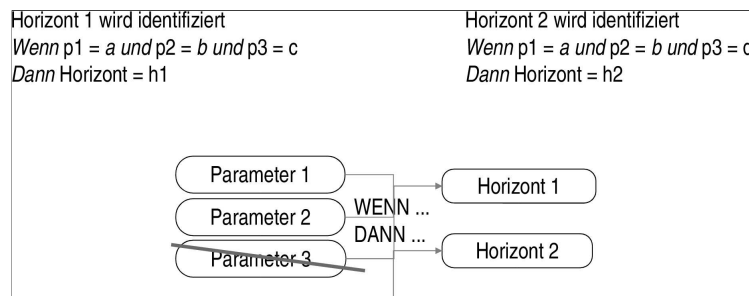 Horizont 1 wird identifiziert
Wenn p1 = a und p2 = b und p3 = c
Dann Horizont = h1
Horizont 2 wird identifiziert
Wenn p1 = a und p2 = b und p3 =
Dann Horizont = h2
Parameter 1
Parameter 2
Parameter 3
WENN ...
DANN ...
Horizont 1
Horizont 2